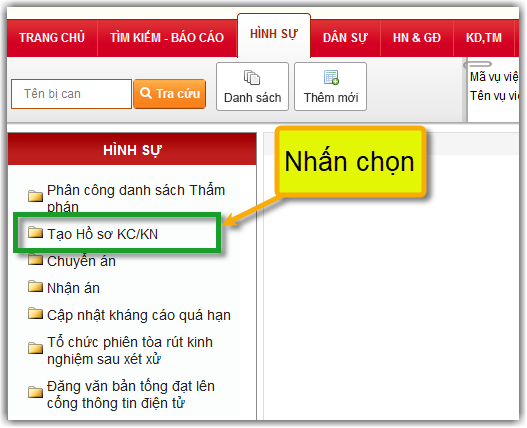 TRANG CHỦ TÌM KIẾM - BÁO CÁO HÌNH SỰ DÂN SỰ HN & GĐ KD,TM
Tên bị can Tra cứu Danh sách Thêm mới
Mã vụ việ
Tên vụ việ
HÌNH SỰ
Nhấn chọn
Phân công danh sách Thẩm
phán
Tạo Hồ sơ KC/KN
Chuyển án
Nhận án
Cập nhật kháng cáo quá hạn
Tổ chức phiên tòa rút kinh
nghiệm sau xét xử
Đăng văn bản tống đạt lên
cổng thông tin điện tử